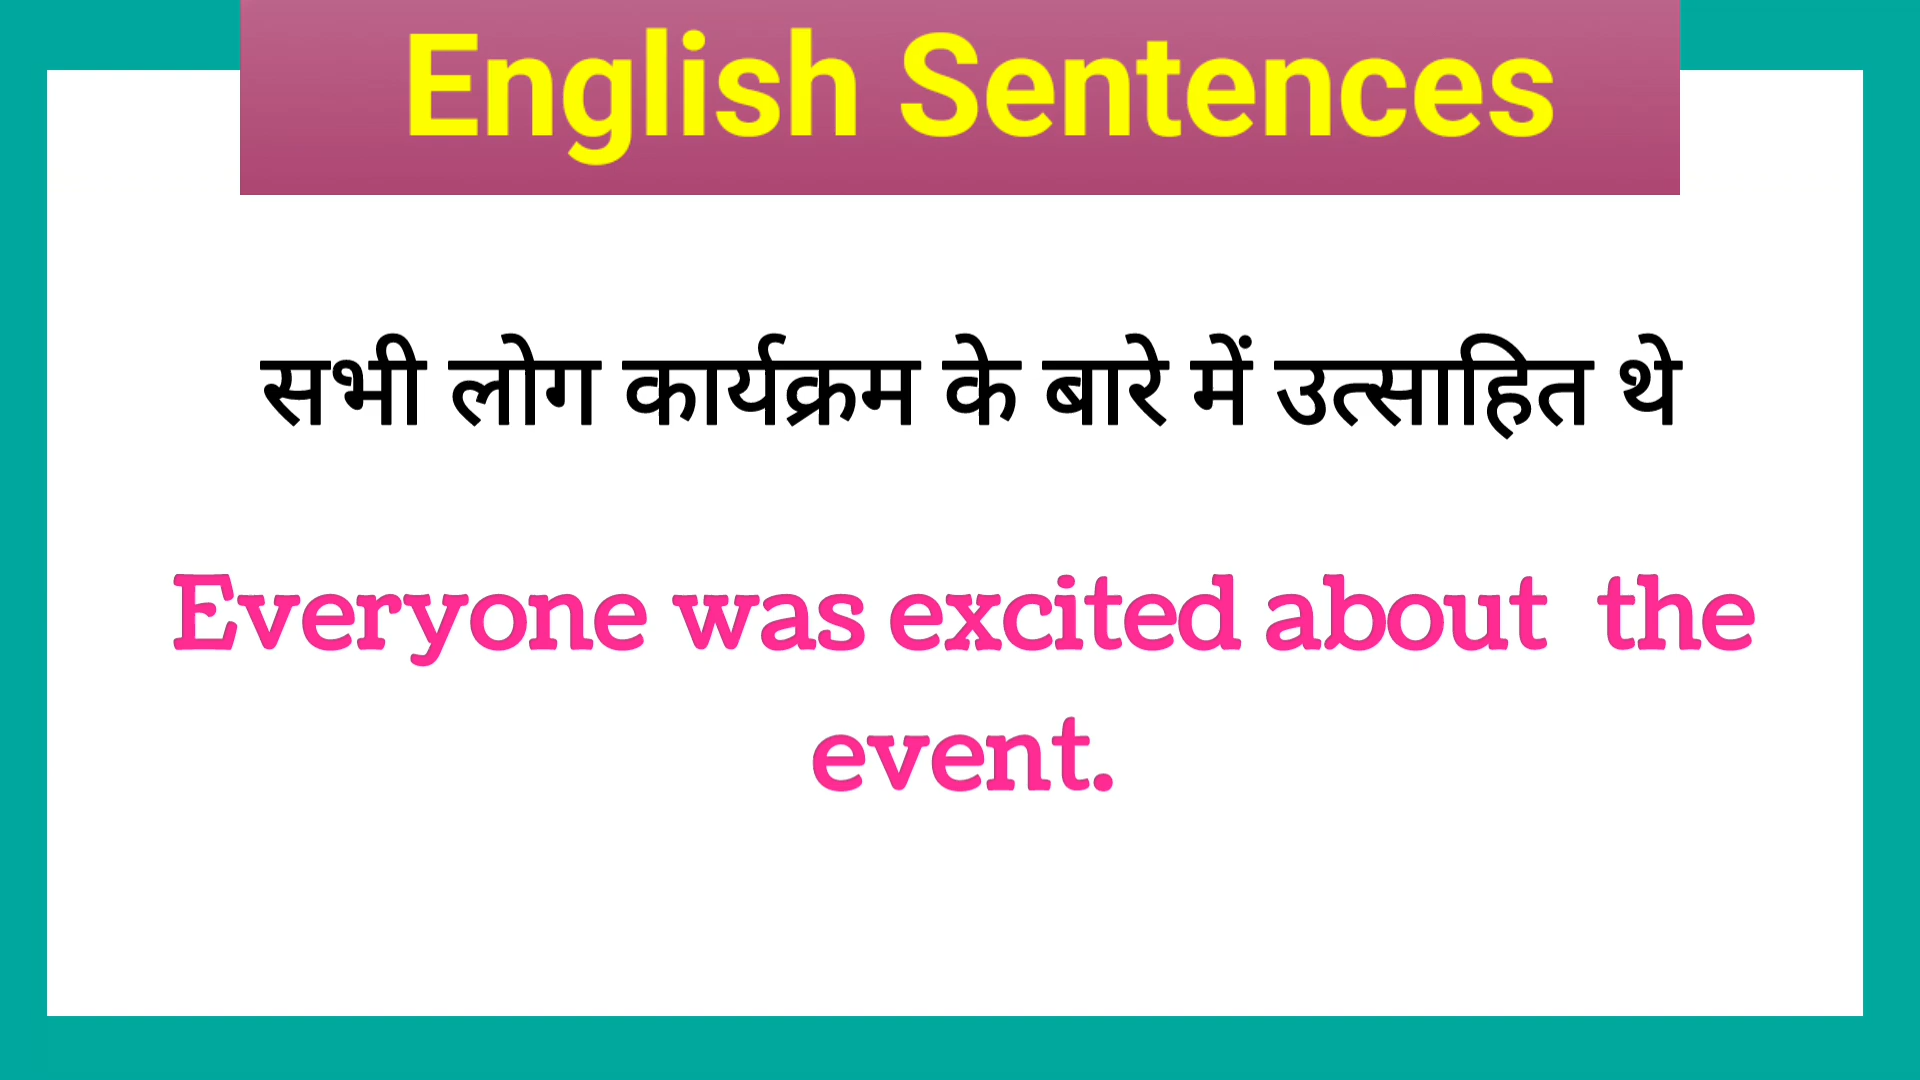 English Sentences
सभी लोग कार्यक्रम के बारे में उत्साहित थे
Everyone was excited about the
event.